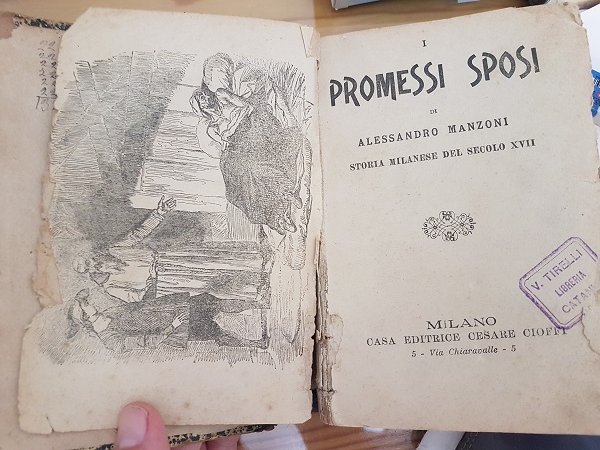 I
PROMESSI SPOSI
DI
ALESSANDRO MANZONI
STORIA MILANESE DEL SECOLO XVII
V. TIRELLI
LIBRERIA
MILANO
CASA EDITRICE CESARE CIOFFI
5 - Via Chiaravalle - 5